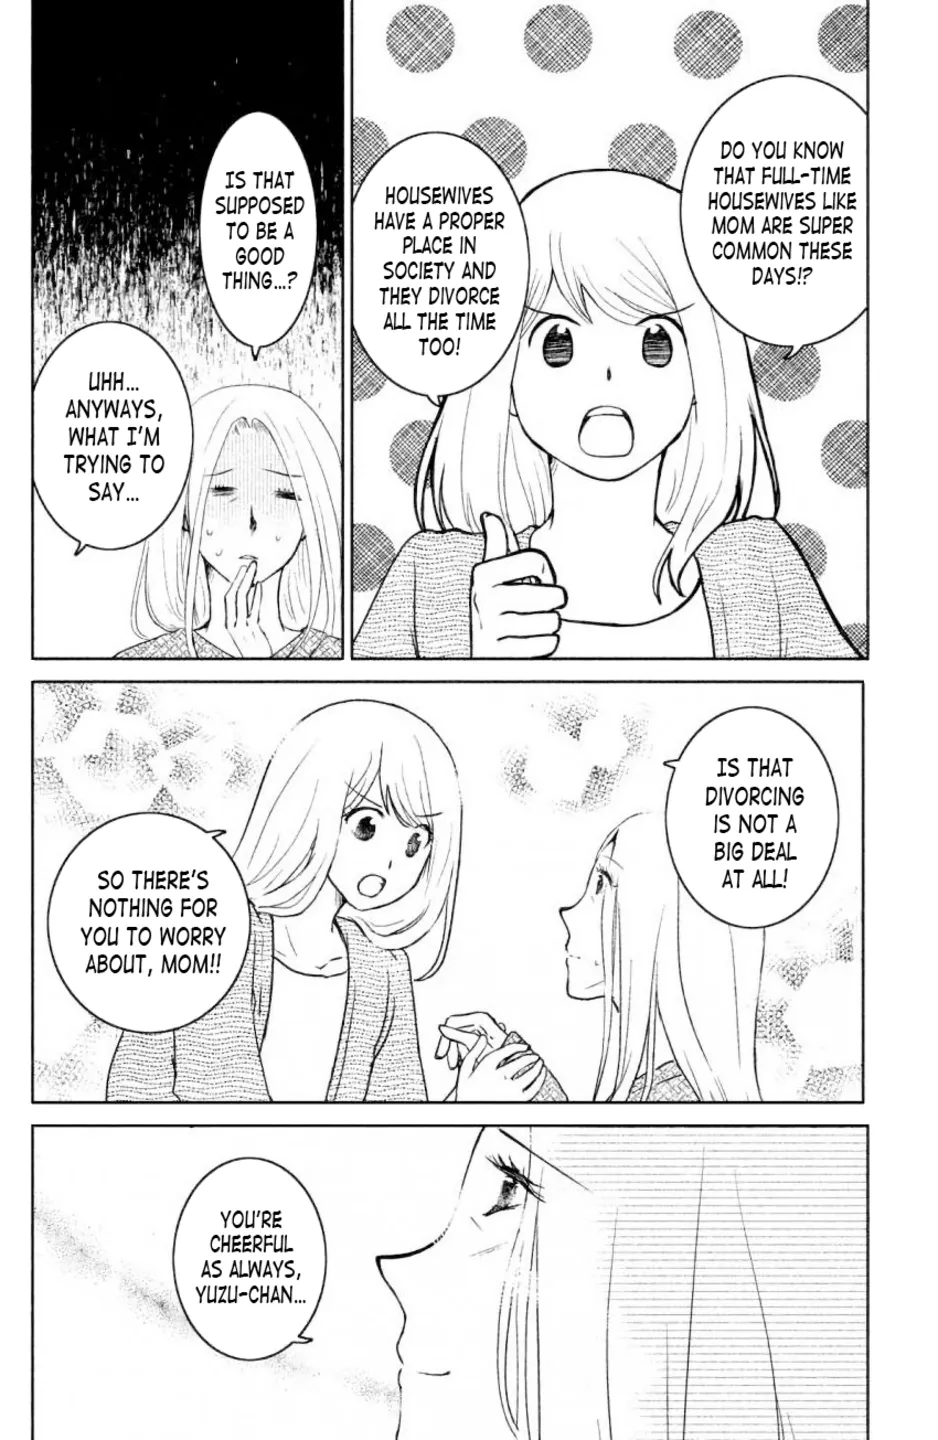 DO YOU KNOW
THAT FULL-TIME
HOUSEWIVES LIKE
MOM ARE SUPER
COMMON THESE
DAYS!?
HOUSEWIVES
HAVE A PROPER
PLACE IN
SOCIETY AND
THEY DIVORCE
ALL THE TIME
TOO!
IS THAT
SUPPOSED
TO BE A
GOOD
THING...?
UHH...
ANYWAYS,
WHAT I'M
TRYING TO
SAY...
IS THAT
DIVORCING
IS NOT A
BIG DEAL
AT ALL!
SO THERE'S
NOTHING FOR
YOU TO WORRY
ABOUT, MOM!!
YOU'RE
CHEERFUL
AS ALWAYS,
YUZU-CHAN...